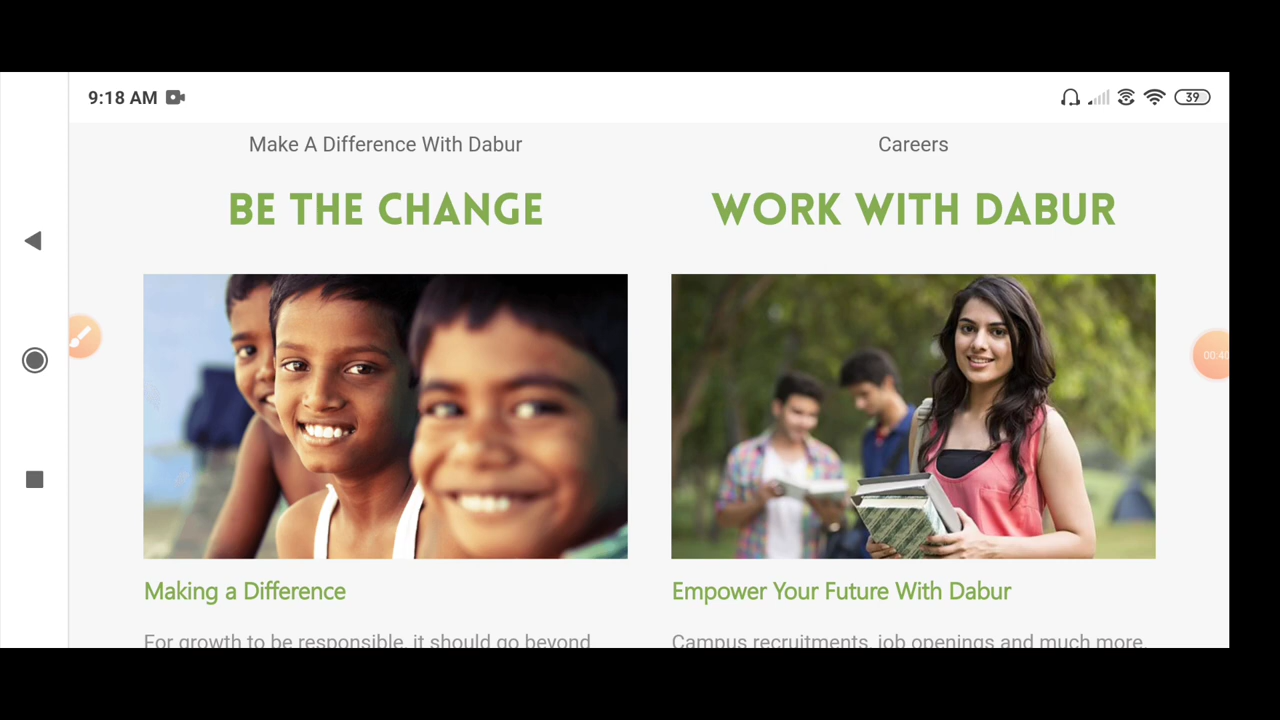 9:18 AM
39
Make A Difference With Dabur
BE THE CHANGE
Making a Difference
For growth to be responsible, it should go beyond
Careers
WORK WITH DABUR
Empower Your Future With Dabur
Campus recruitments, job openings and much more.
00:40